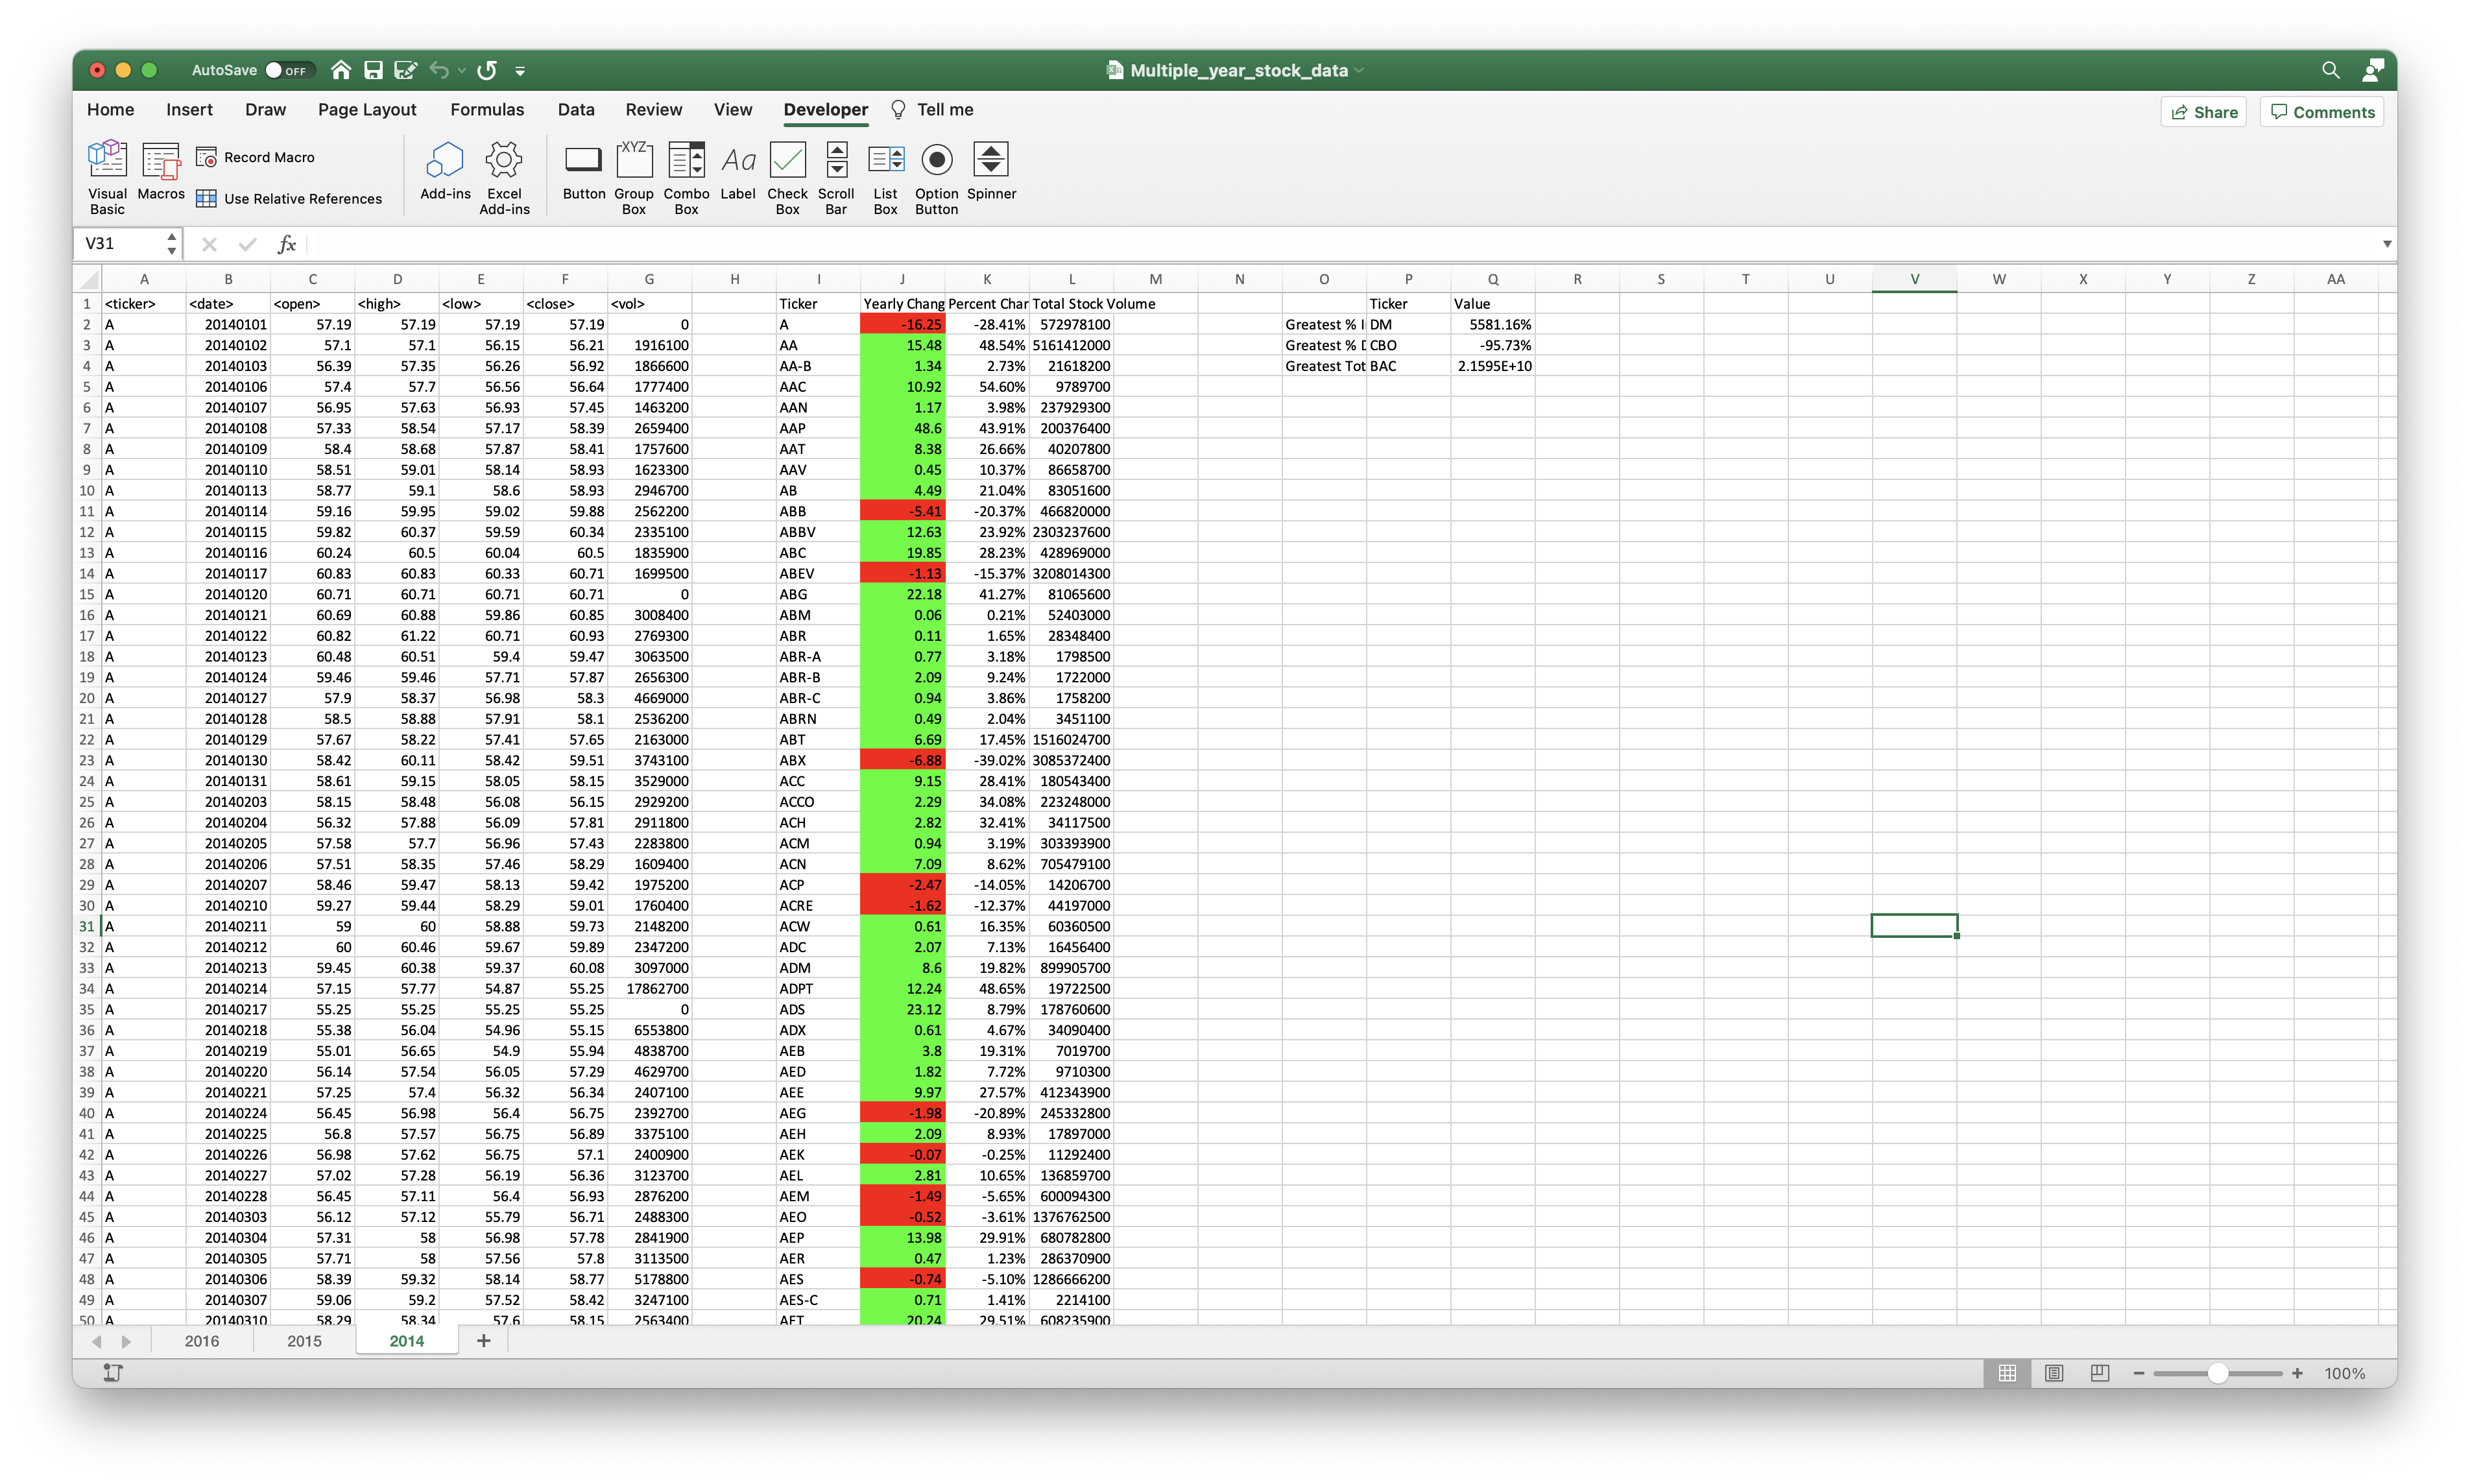 AutoSave OFF Multiple_year_stock_data
Home Insert Draw Page Layout Formulas Data Review View Developer Tell me Share Comments
Visual Basic Macros Record Macro Use Relative References Add-ins Excel Add-ins Button Group Box Combo Box Label Check Box Scroll Bar List Box Option Button Spinner
XYZ Aa
V31 fx
A B C D E F G H I J K L M N O P Q R S T U V W X Y Z AA
1 <ticker> <date> <open> <high> <low> <close> <vol> Ticker Yearly Chang Percent Char Total Stock Volume Ticker Value
2 A 20140101 57.19 57.19 57.19 57.19 0 A -16.25 -28.41% 572978100 Greatest % I DM 5581.16%
3 A 20140102 57.1 57.1 56.15 56.21 1916100 AA 15.48 48.54% 5161412000 Greatest % D CBO -95.73%
4 A 20140103 56.39 57.35 56.26 56.92 1866600 AA-B 1.34 2.73% 21618200 Greatest Tot BAC 2.1595E+10
5 A 20140106 57.4 57.7 56.56 56.64 1777400 AAC 10.92 54.60% 9789700
6 A 20140107 56.95 57.63 56.93 57.45 1463200 AAN 1.17 3.98% 237929300
7 A 20140108 57.33 58.54 57.17 58.39 2659400 AAP 48.6 43.91% 200376400
8 A 20140109 58.4 58.68 57.87 58.41 1757600 AAT 8.38 26.66% 40207800
9 A 20140110 58.51 59.01 58.14 58.93 1623300 AAV 0.45 10.37% 86658700
10 A 20140113 58.77 59.1 58.6 58.93 2946700 AB 4.49 21.04% 83051600
11 A 20140114 59.16 59.95 59.02 59.88 2562200 ABB -5.41 -20.37% 466820000
12 A 20140115 59.82 60.37 59.59 60.34 2335100 ABBV 12.63 23.92% 2303237600
13 A 20140116 60.24 60.5 60.04 60.5 1835900 ABC 19.85 28.23% 428969000
14 A 20140117 60.83 60.83 60.33 60.71 1699500 ABEV -1.13 -15.37% 3208014300
15 A 20140120 60.71 60.71 60.71 60.71 0 ABG 22.18 41.27% 81065600
16 A 20140121 60.69 60.88 59.86 60.85 3008400 ABM 0.06 0.21% 52403000
17 A 20140122 60.82 61.22 60.71 60.93 2769300 ABR 0.11 1.65% 28348400
18 A 20140123 60.48 60.51 59.4 59.47 3063500 ABR-A 0.77 3.18% 1798500
19 A 20140124 59.46 59.46 57.71 57.87 2656300 ABR-B 2.09 9.24% 1722000
20 A 20140127 57.9 58.37 56.98 58.3 4669000 ABR-C 0.94 3.86% 1758200
21 A 20140128 58.5 58.88 57.91 58.1 2536200 ABRN 0.49 2.04% 3451100
22 A 20140129 57.67 58.22 57.41 57.65 2163000 ABT 6.69 17.45% 1516024700
23 A 20140130 58.42 60.11 58.42 59.51 3743100 ABX -6.88 -39.02% 3085372400
24 A 20140131 58.61 59.15 58.05 58.15 3529000 ACC 9.15 28.41% 180543400
25 A 20140203 58.15 58.48 56.08 56.15 2929200 ACCO 2.29 34.08% 223248000
26 A 20140204 56.32 57.88 56.09 57.81 2911800 ACH 2.82 32.41% 34117500
27 A 20140205 57.58 57.7 56.96 57.43 2283800 ACM 0.94 3.19% 303393900
28 A 20140206 57.51 58.35 57.46 58.29 1609400 ACN 7.09 8.62% 705479100
29 A 20140207 58.46 59.47 58.13 59.42 1975200 ACP -2.47 -14.05% 14206700
30 A 20140210 59.27 59.44 58.29 59.01 1760400 ACRE -1.62 -12.37% 44197000
31 A 20140211 59 60 58.88 59.73 2148200 ACW 0.61 16.35% 60360500
32 A 20140212 60 60.46 59.67 59.89 2347200 ADC 2.07 7.13% 16456400
33 A 20140213 59.45 60.38 59.37 60.08 3097000 ADM 8.6 19.82% 899905700
34 A 20140214 57.15 57.77 54.87 55.25 17862700 ADPT 12.24 48.65% 19722500
35 A 20140217 55.25 55.25 55.25 55.25 0 ADS 23.12 8.79% 178760600
36 A 20140218 55.38 56.04 54.96 55.15 6553800 ADX 0.61 4.67% 34090400
37 A 20140219 55.01 56.65 54.9 55.94 4838700 AEB 3.8 19.31% 7019700
38 A 20140220 56.14 57.54 56.05 57.29 4629700 AED 1.82 7.72% 9710300
39 A 20140221 57.25 57.4 56.32 56.34 2407100 AEE 9.97 27.57% 412343900
40 A 20140224 56.45 56.98 56.4 56.75 2392700 AEG -1.98 -20.89% 245332800
41 A 20140225 56.8 57.57 56.75 56.89 3375100 AEH 2.09 8.93% 17897000
42 A 20140226 56.98 57.62 56.75 57.1 2400900 AEK -0.07 -0.25% 11292400
43 A 20140227 57.02 57.28 56.19 56.36 3123700 AEL 2.81 10.65% 136859700
44 A 20140228 56.45 57.11 56.4 56.93 2876200 AEM -1.49 -5.65% 600094300
45 A 20140303 56.12 57.12 55.79 56.71 2488300 AEO -0.52 -3.61% 1376762500
46 A 20140304 57.31 58 56.98 57.78 2841900 AEP 13.98 29.91% 680782800
47 A 20140305 57.71 58 57.56 57.8 3113500 AER 0.47 1.23% 286370900
48 A 20140306 58.39 59.32 58.14 58.77 5178800 AES -0.74 -5.10% 1286666200
49 A 20140307 59.06 59.2 57.52 58.42 3247100 AES-C 0.71 1.41% 2214100
50 A 20140310 58.29 58.34 57.6 58.15 2563400 AET 20.24 29.51% 608235900
2016 2015 2014 +
100%